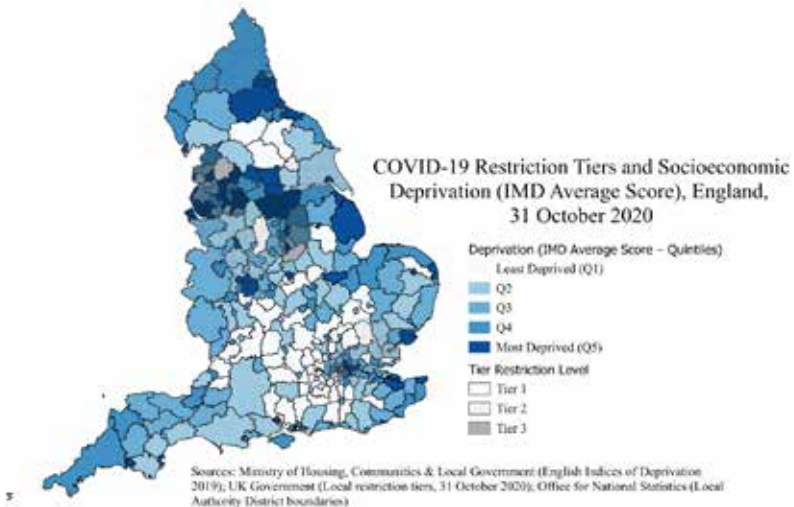 COVID-19 Restriction Tiers and Socioeconomic
Deprivation (IMD Average Score), England,
31 October 2020
Deprivation (IMD Average Score – Quintiles)
Least Deprived (Q1)
Q2
Q3
Q4
Most Deprived (Q5)
Tier Restriction Level
Tier 1
Tier 2
Tier 3
Sources: Ministry of Housing, Communities & Local Government (English Indices of Deprivation
2019); UK Government (Local restriction tiers, 31 October 2020); Office for National Statistics (Local
Authority District boundaries)